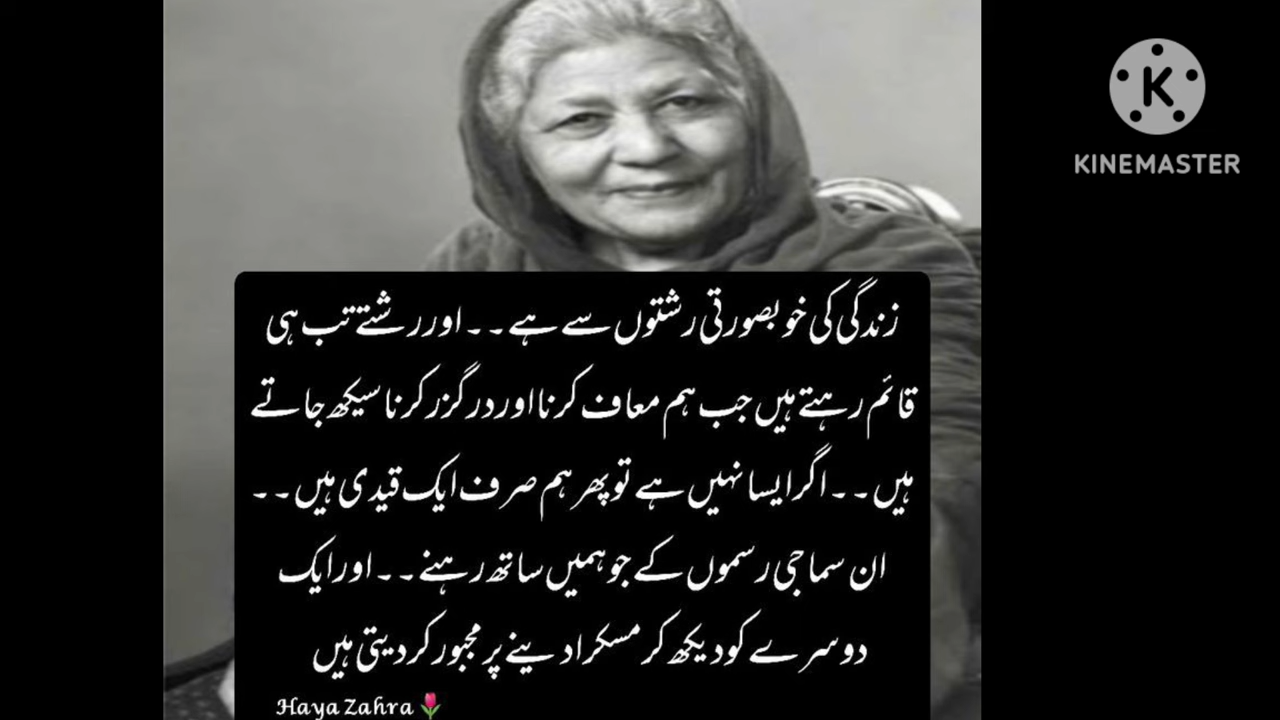 زندگی کی خوبصورتی رشتوں سے ہے۔۔اور رشتے تب ہی
قائم رہتے ہیں جب ہم معاف کرنا اور درگزر کرنا سیکھ جاتے
ہیں۔۔اگر ایسا نہیں ہے تو پھر ہم صرف ایک قیدی ہیں۔۔
ان سماجی رسموں کے جو ہمیں ساتھ رہنے۔۔اور ایک
دوسرے کو دیکھ کر مسکرا دینے پر مجبور کر دیتی ہیں
Haya Zahra🌷
K
KINEMASTER